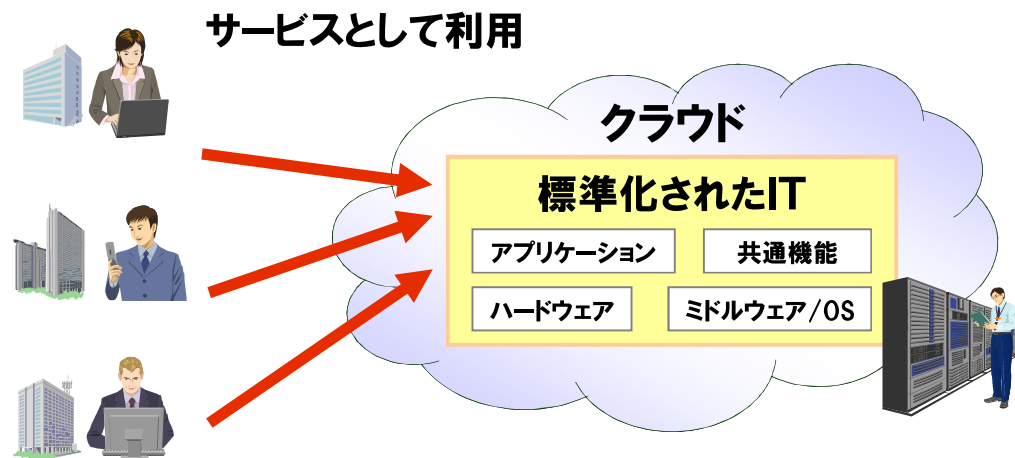 サービスとして利用
クラウド
標準化されたIT
アプリケーション
共通機能
ハードウェア
ミドルウェア/OS